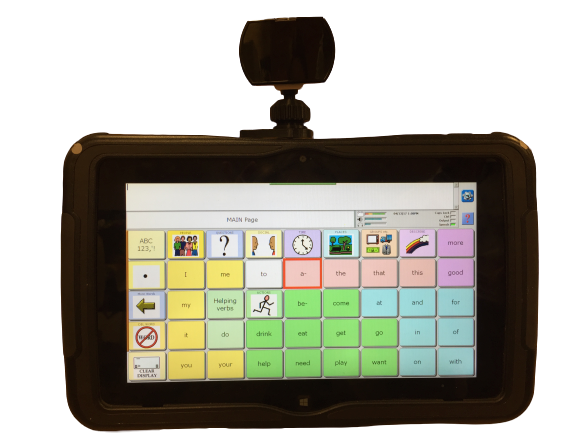 MAIN Page
ABC 123,'!
more
I
me
to
a-
the
that
this
good
my
Helping verbs
be-
come
at
and
for
WORD
it
do
drink
eat
get
go
in
of
CLEAR DISPLAY
you
your
help
need
play
want
on
with